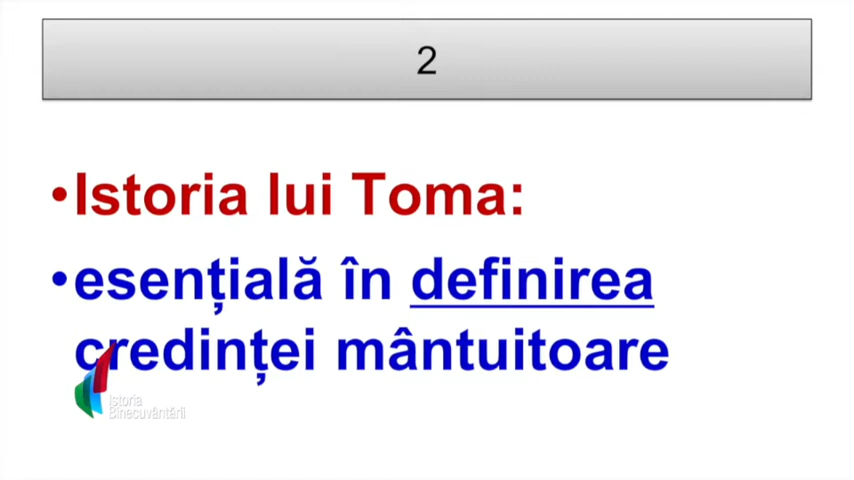 2
•Istoria lui Toma:
•esențială în definirea
credinței mântuitoare
Istoria
Binecuvântării